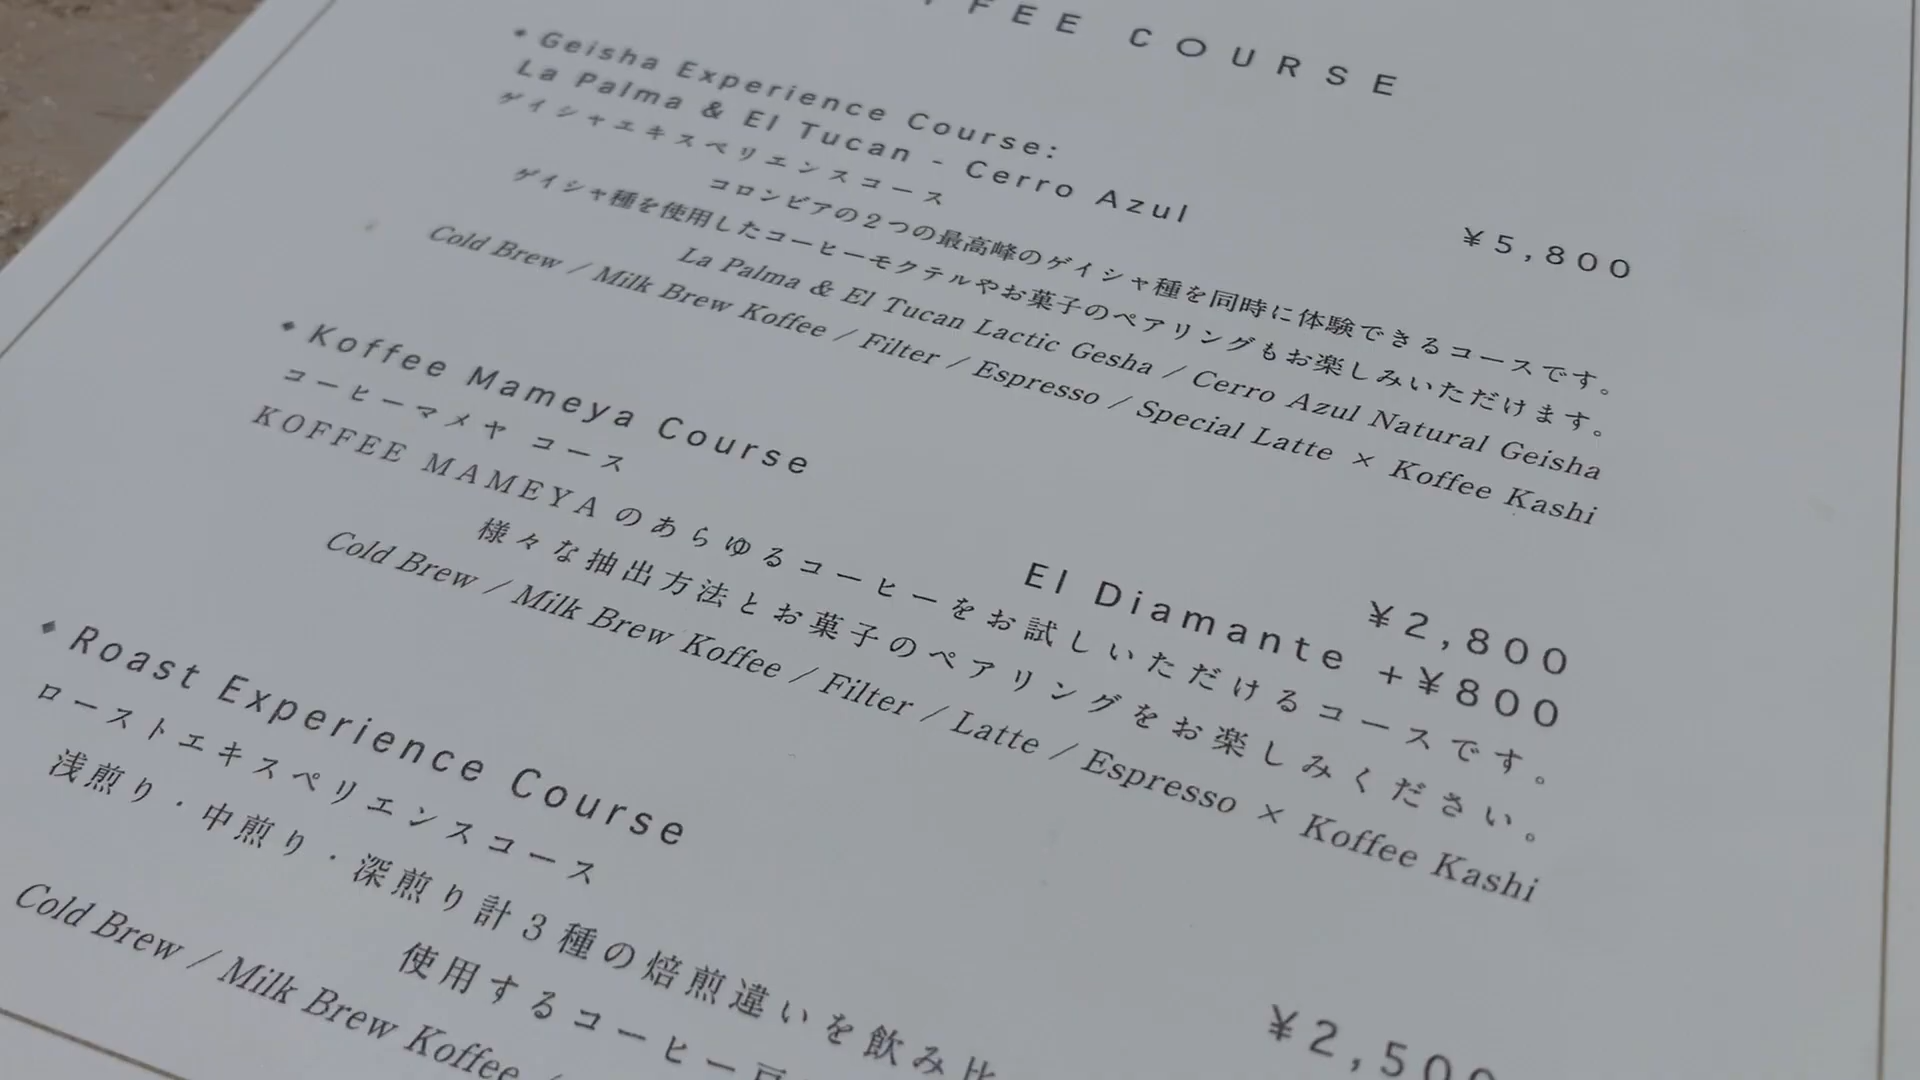 FFEE COURSE
◆ Geisha Experience Course:
La Palma & El Tucan - Cerro Azul
ゲイシャエキスペリエンスコース
¥5,800
コロンビアの2つの最高峰のゲイシャ種を同時に体験できるコースです。
ゲイシャ種を使用したコーヒーモクテルやお菓子のペアリングもお楽しみいただけます。
La Palma & El Tucan Lactic Gesha / Cerro Azul Natural Geisha
Cold Brew / Milk Brew Koffee / Filter / Espresso / Special Latte × Koffee Kashi
◆ Koffee Mameya Course
コーヒーマメヤ コース
¥2,800
El Diamante +¥800
KOFFEE MAMEYA のあらゆるコーヒーをお試しいただけるコースです。
様々な抽出方法とお菓子のペアリングをお楽しみください。
Cold Brew / Milk Brew Koffee / Filter / Latte / Espresso × Koffee Kashi
◆ Roast Experience Course
ローストエキスペリエンスコース
¥2,500
浅煎り・中煎り・深煎り計3種の焙煎違いを飲み比
使用するコーヒー豆
Cold Brew / Milk Brew Koffee /